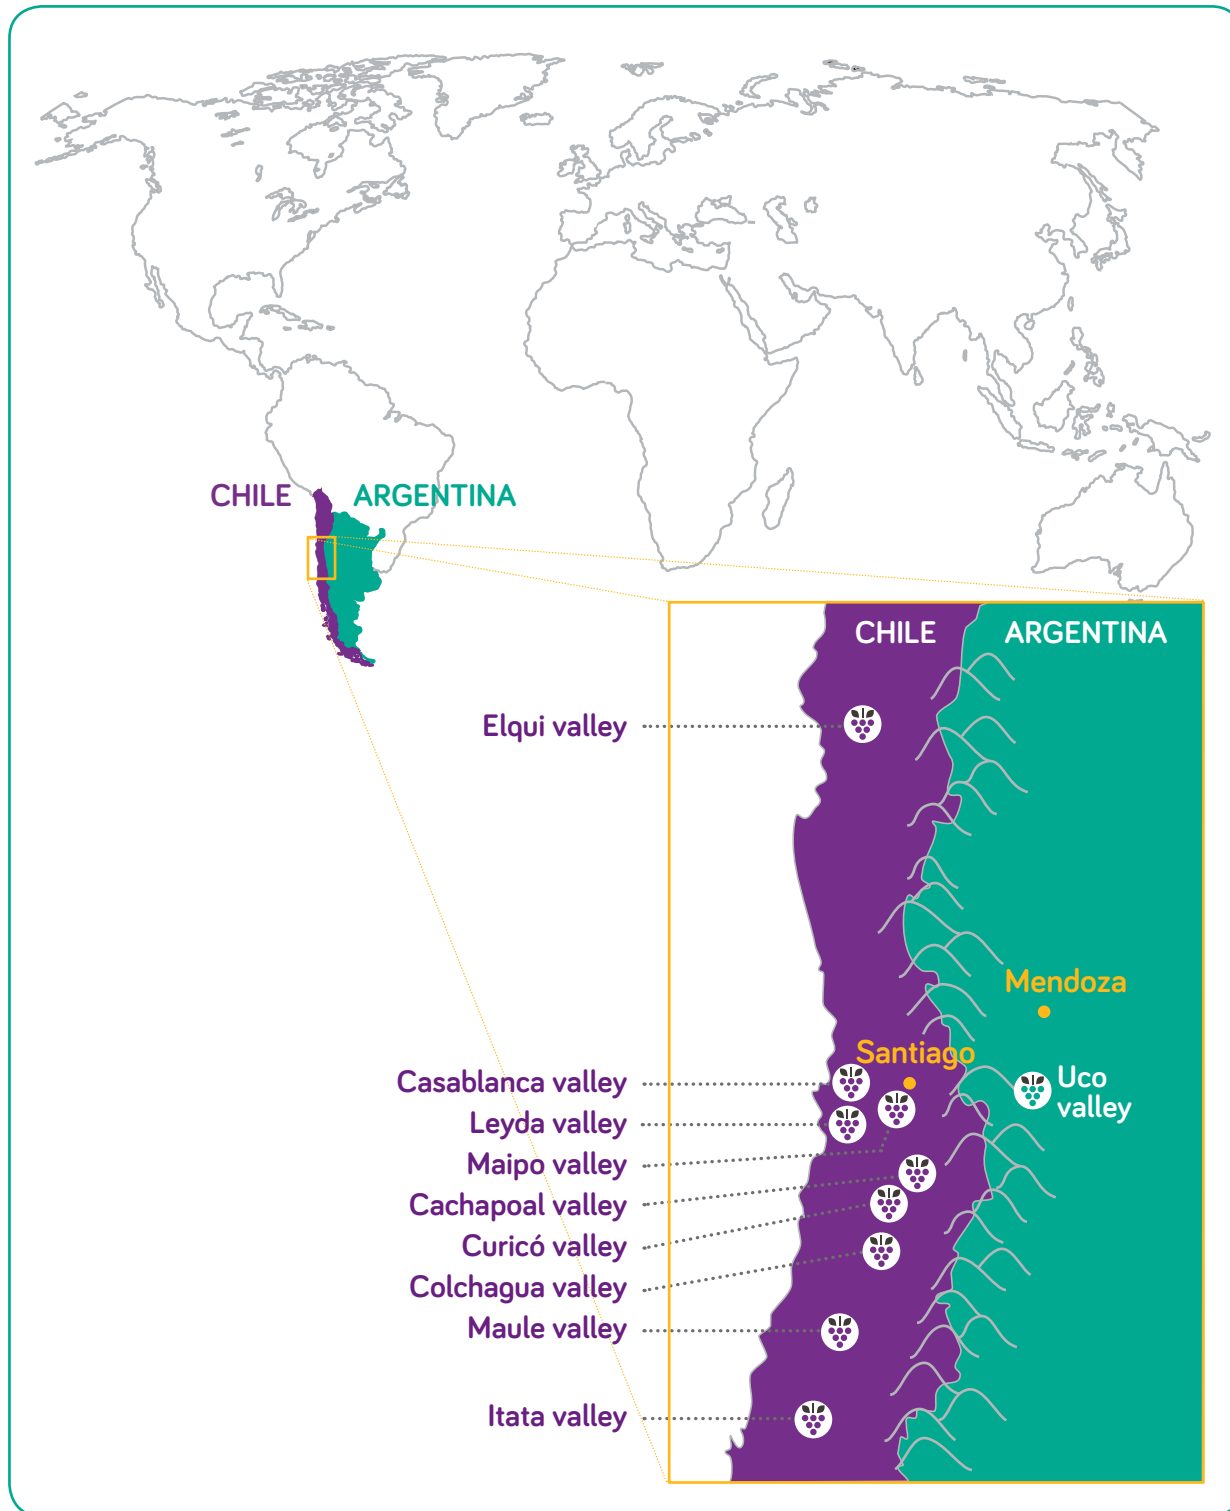 CHILE
ARGENTINA
CHILE
ARGENTINA
Elqui valley
Mendoza
Santiago
Casablanca valley
Uco
valley
Leyda valley
Maipo valley
Cachapoal valley
Curicó valley
Colchagua valley
Maule valley
Itata valley